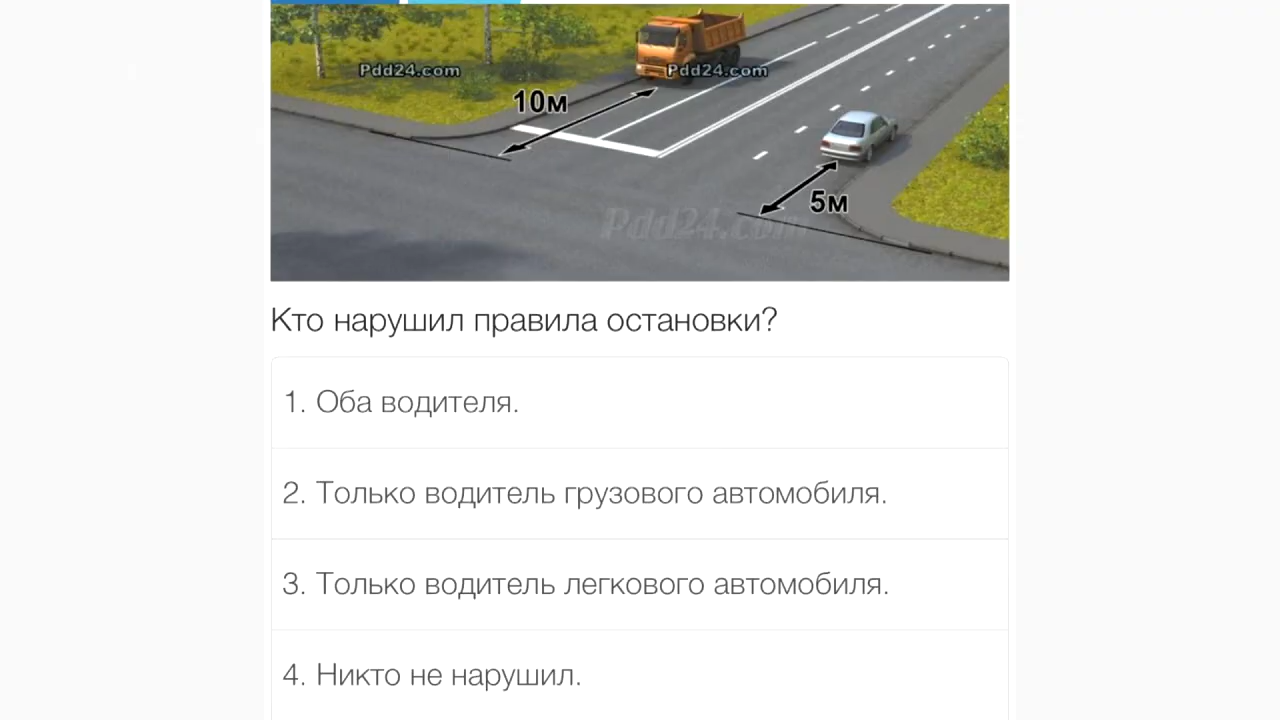 Pdd24.com
Pdd24.com
10м
5м
Pdd24.com
Кто нарушил правила остановки?
1. Оба водителя.
2. Только водитель грузового автомобиля.
3. Только водитель легкового автомобиля.
4. Никто не нарушил.